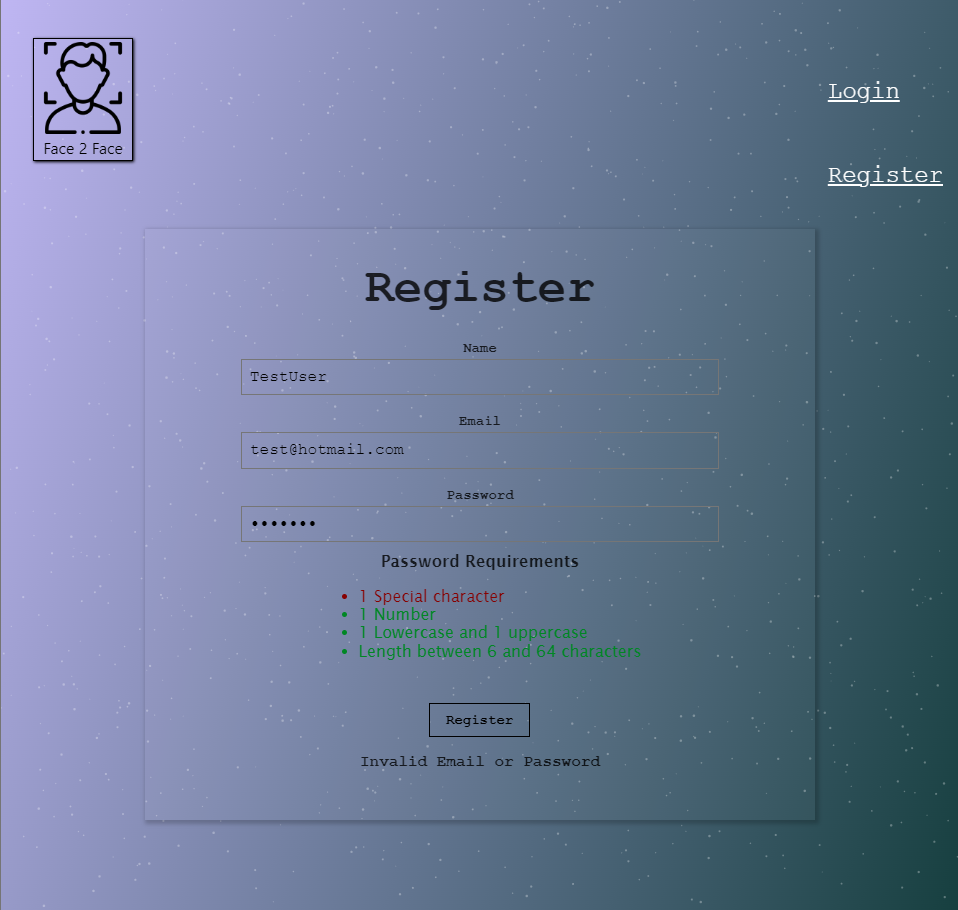 Face 2 Face
Login
Register
Register
Name
TestUser
Email
test@hotmail.com
Password
•••••••
Password Requirements
• 1 Special character
• 1 Number
• 1 Lowercase and 1 uppercase
• Length between 6 and 64 characters
Register
Invalid Email or Password